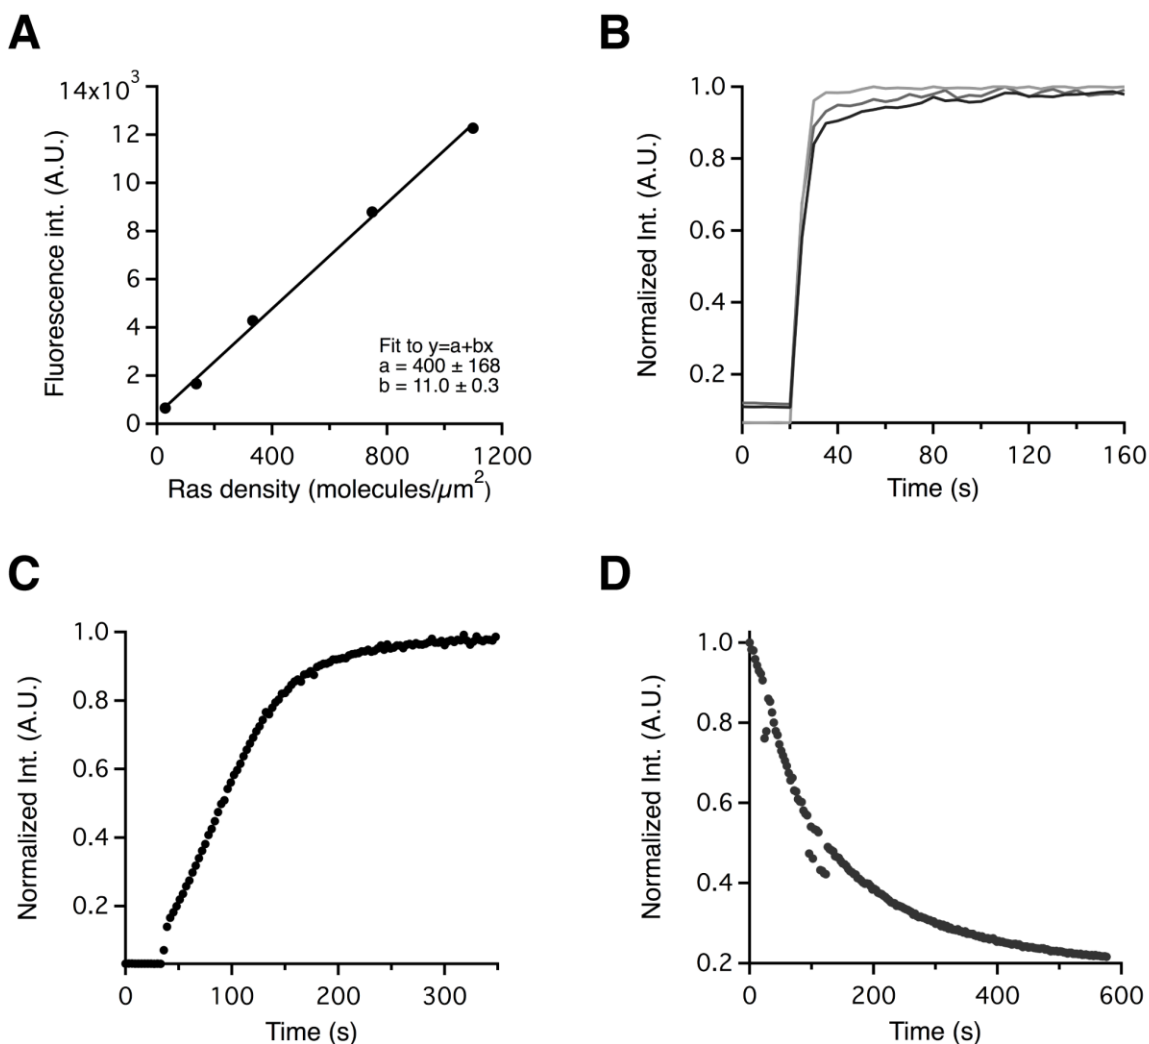 A
14x10³
12
10
8
6
4
2
0
Fluorescence int. (A.U.)
Fit to y=a+bx
a = 400 ± 168
b = 11.0 ± 0.3
0 400 800 1200
Ras density (molecules/µm²)
B
1.0
0.8
0.6
0.4
0.2
Normalized Int. (A.U.)
0 40 80 120 160
Time (s)
C
1.0
0.8
0.6
0.4
0.2
Normalized Int. (A.U.)
0 100 200 300
Time (s)
D
1.0
0.8
0.6
0.4
0.2
Normalized Int. (A.U.)
0 200 400 600
Time (s)